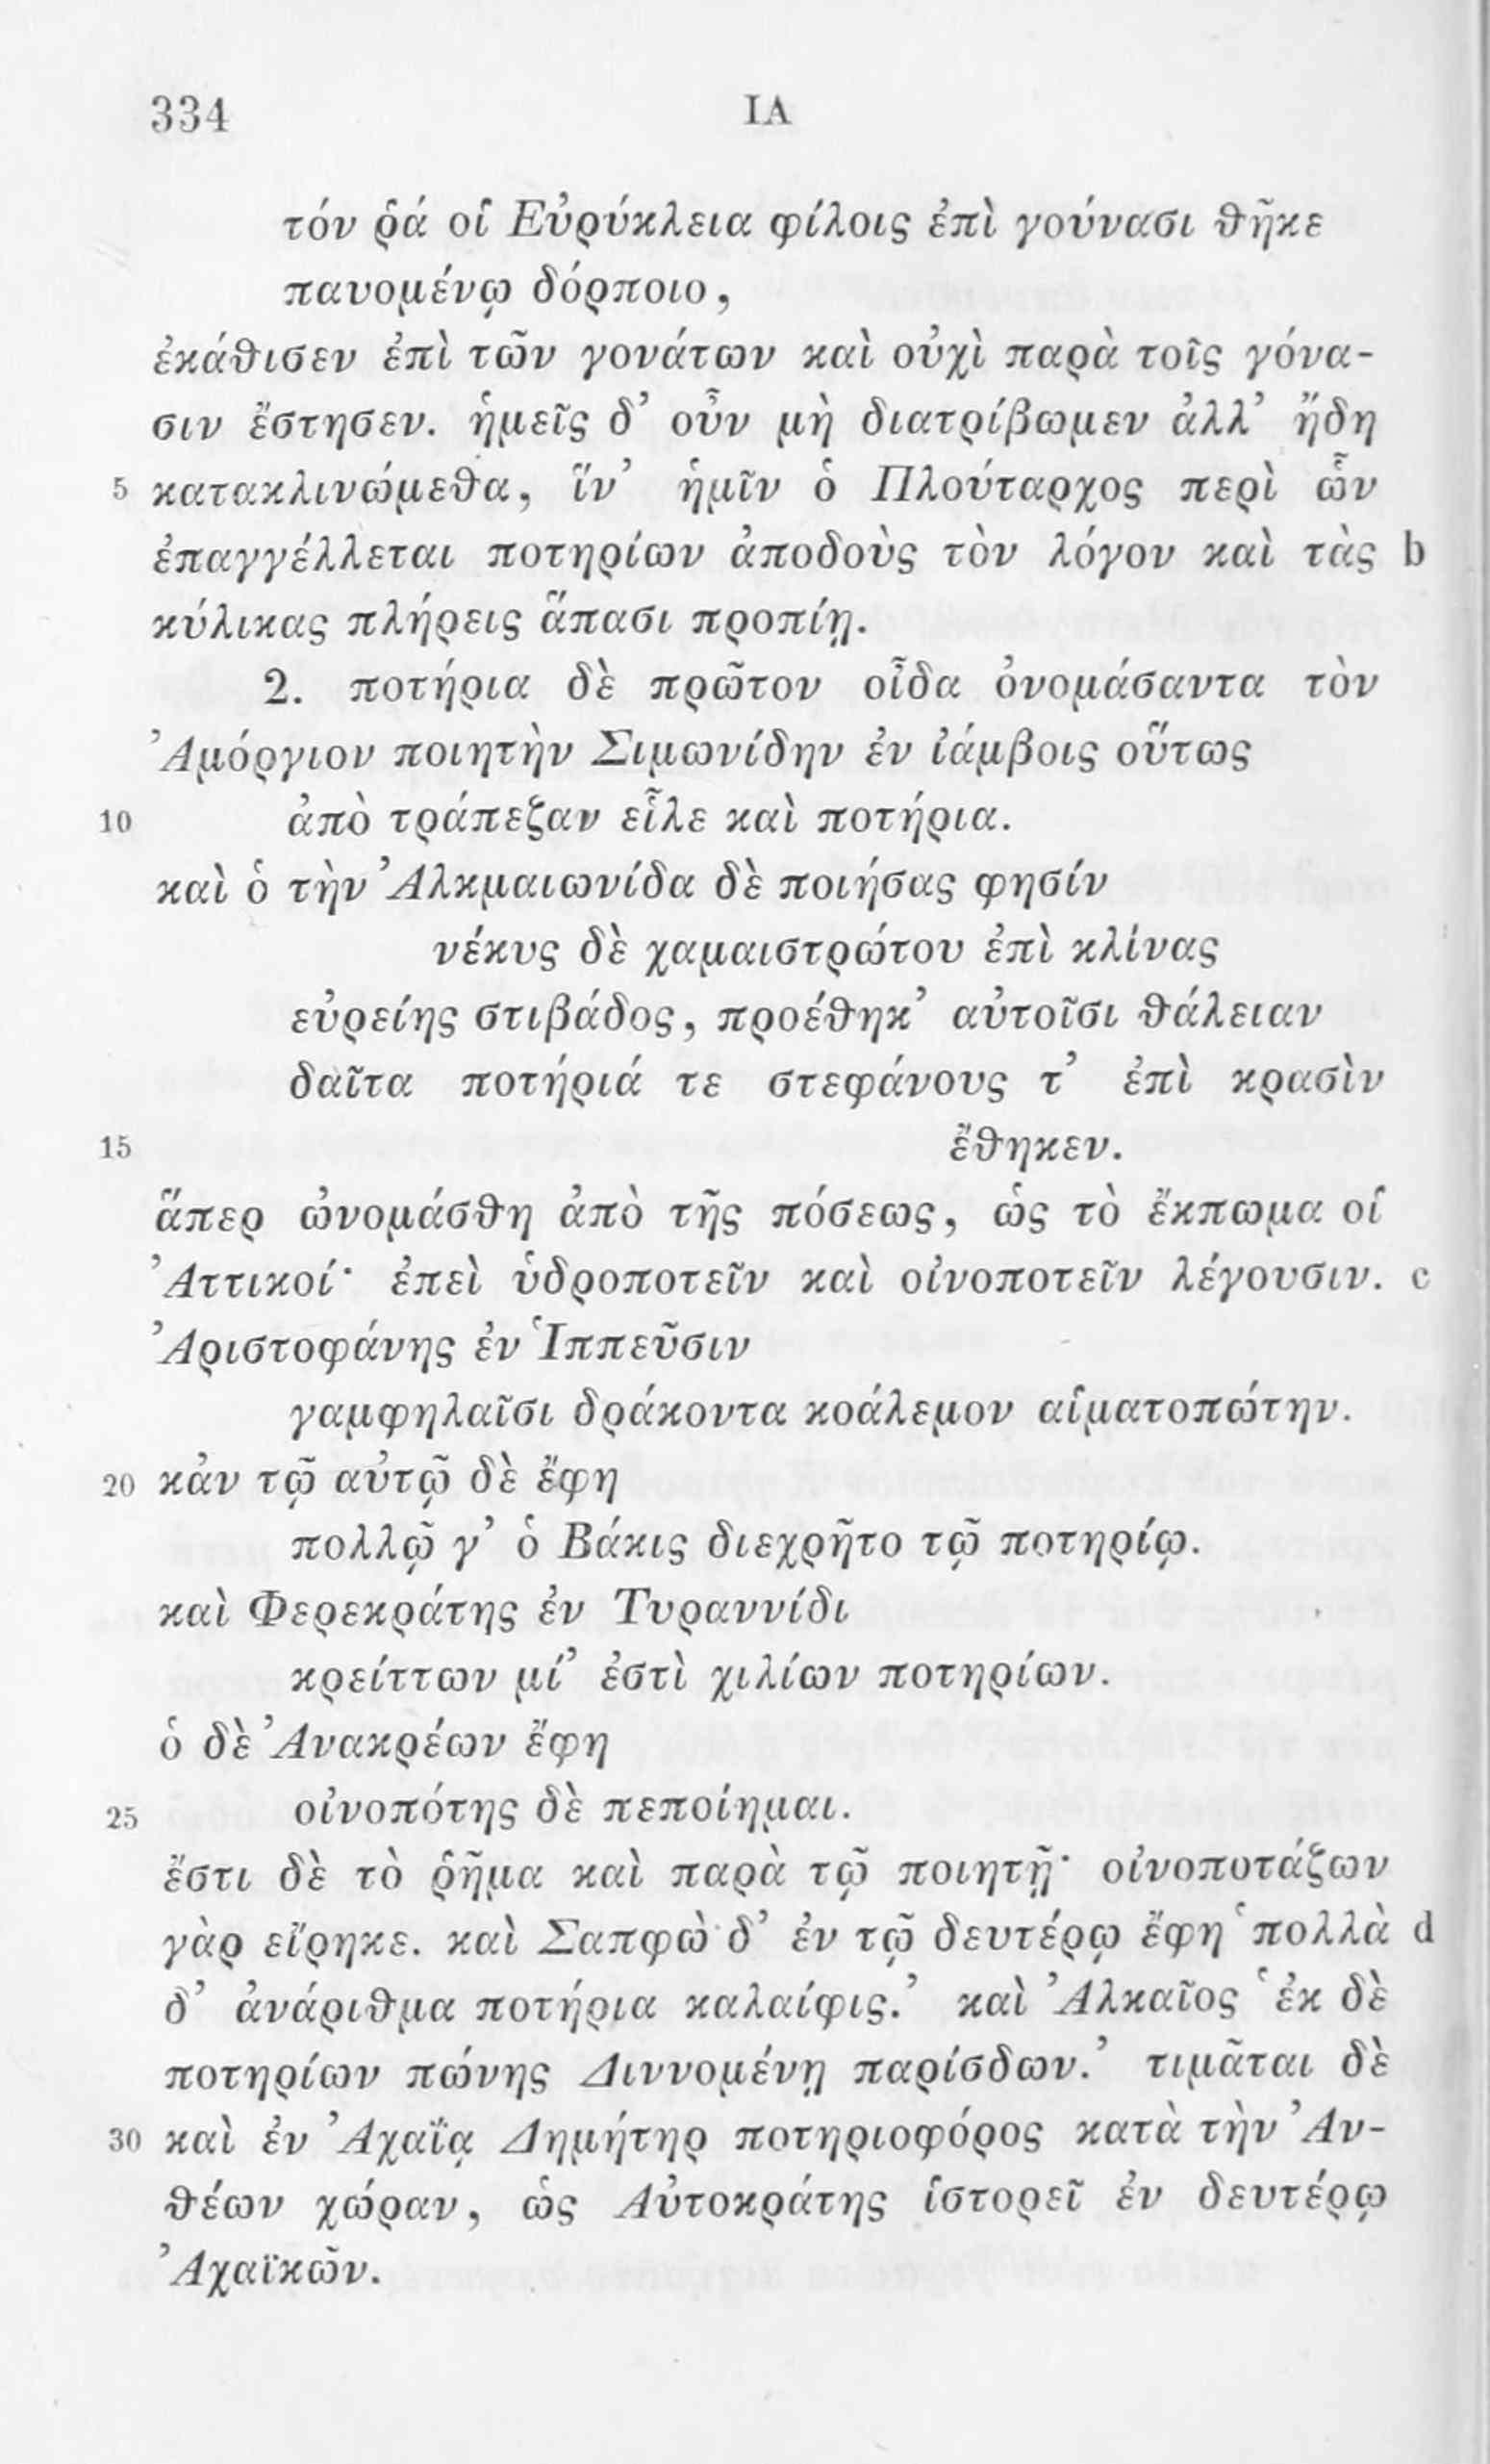 334 ΙΑ
τόν ῥά οἱ Εὐρύκλεια φίλοις ἐπὶ γούνασι θῆκε
παυομένῳ δόρποιο,
ἐκάθισεν ἐπὶ τῶν γονάτων καὶ οὐχὶ παρὰ τοῖς γόνα-
σιν ἔστησεν. ἡμεῖς δ’ οὖν μὴ διατρίβωμεν ἀλλ’ ἤδη
5 κατακλινώμεθα, ἵν’ ἡμῖν ὁ Πλούταρχος περὶ ὧν
ἐπαγγέλλεται ποτηρίων ἀποδοὺς τὸν λόγον καὶ τὰς b
κύλικας πλήρεις ἅπασι προπίῃ.
2. ποτήρια δὲ πρῶτον οἶδα ὀνομάσαντα τὸν
Ἀμόργιον ποιητὴν Σιμωνίδην ἐν ἰάμβοις οὕτως
10 ἀπὸ τράπεζαν εἷλε καὶ ποτήρια.
καὶ ὁ τὴν Ἀλκμαιωνίδα δὲ ποιήσας φησίν
νέκυς δὲ χαμαιστρώτου ἐπὶ κλίνας
εὐρείης στιβάδος, προέθηκ’ αὐτοῖσι θάλειαν
δαῖτα ποτήριά τε στεφάνους τ’ ἐπὶ κρασὶν
15 ἔθηκεν.
ἅπερ ὠνομάσθη ἀπὸ τῆς πόσεως, ὡς τὸ ἔκπωμα οἱ
Ἀττικοί· ἐπεὶ ὑδροποτεῖν καὶ οἰνοποτεῖν λέγουσιν. c
Ἀριστοφάνης ἐν Ἱππεῦσιν
γαμφηλαῖσι δράκοντα κοάλεμον αἱματοπώτην.
20 κἀν τῷ αὐτῷ δὲ ἔφη
πολλῷ γ’ ὁ Βάκις διεχρῆτο τῷ ποτηρίῳ.
καὶ Φερεκράτης ἐν Τυραννίδι
κρείττων μί’ ἐστὶ χιλίων ποτηρίων.
ὁ δὲ Ἀνακρέων ἔφη
25 οἰνοπότης δὲ πεποίημαι.
ἔστι δὲ τὸ ῥῆμα καὶ παρὰ τῷ ποιητῇ· οἰνοποτάζων
γὰρ εἴρηκε. καὶ Σαπφὼ δ’ ἐν τῷ δευτέρῳ ἔφη ‘πολλὰ d
δ’ ἀνάριθμα ποτήρια καλαίφις.’ καὶ Ἀλκαῖος ‘ἐκ δὲ
ποτηρίων πώνῃς Διννομένῃ παρίσδων.’ τιμᾶται δὲ
30 καὶ ἐν Ἀχαΐᾳ Δημήτηρ ποτηριοφόρος κατὰ τὴν Ἀν-
θέων χώραν, ὡς Αὐτοκράτης ἱστορεῖ ἐν δευτέρῳ
Ἀχαϊκῶν.